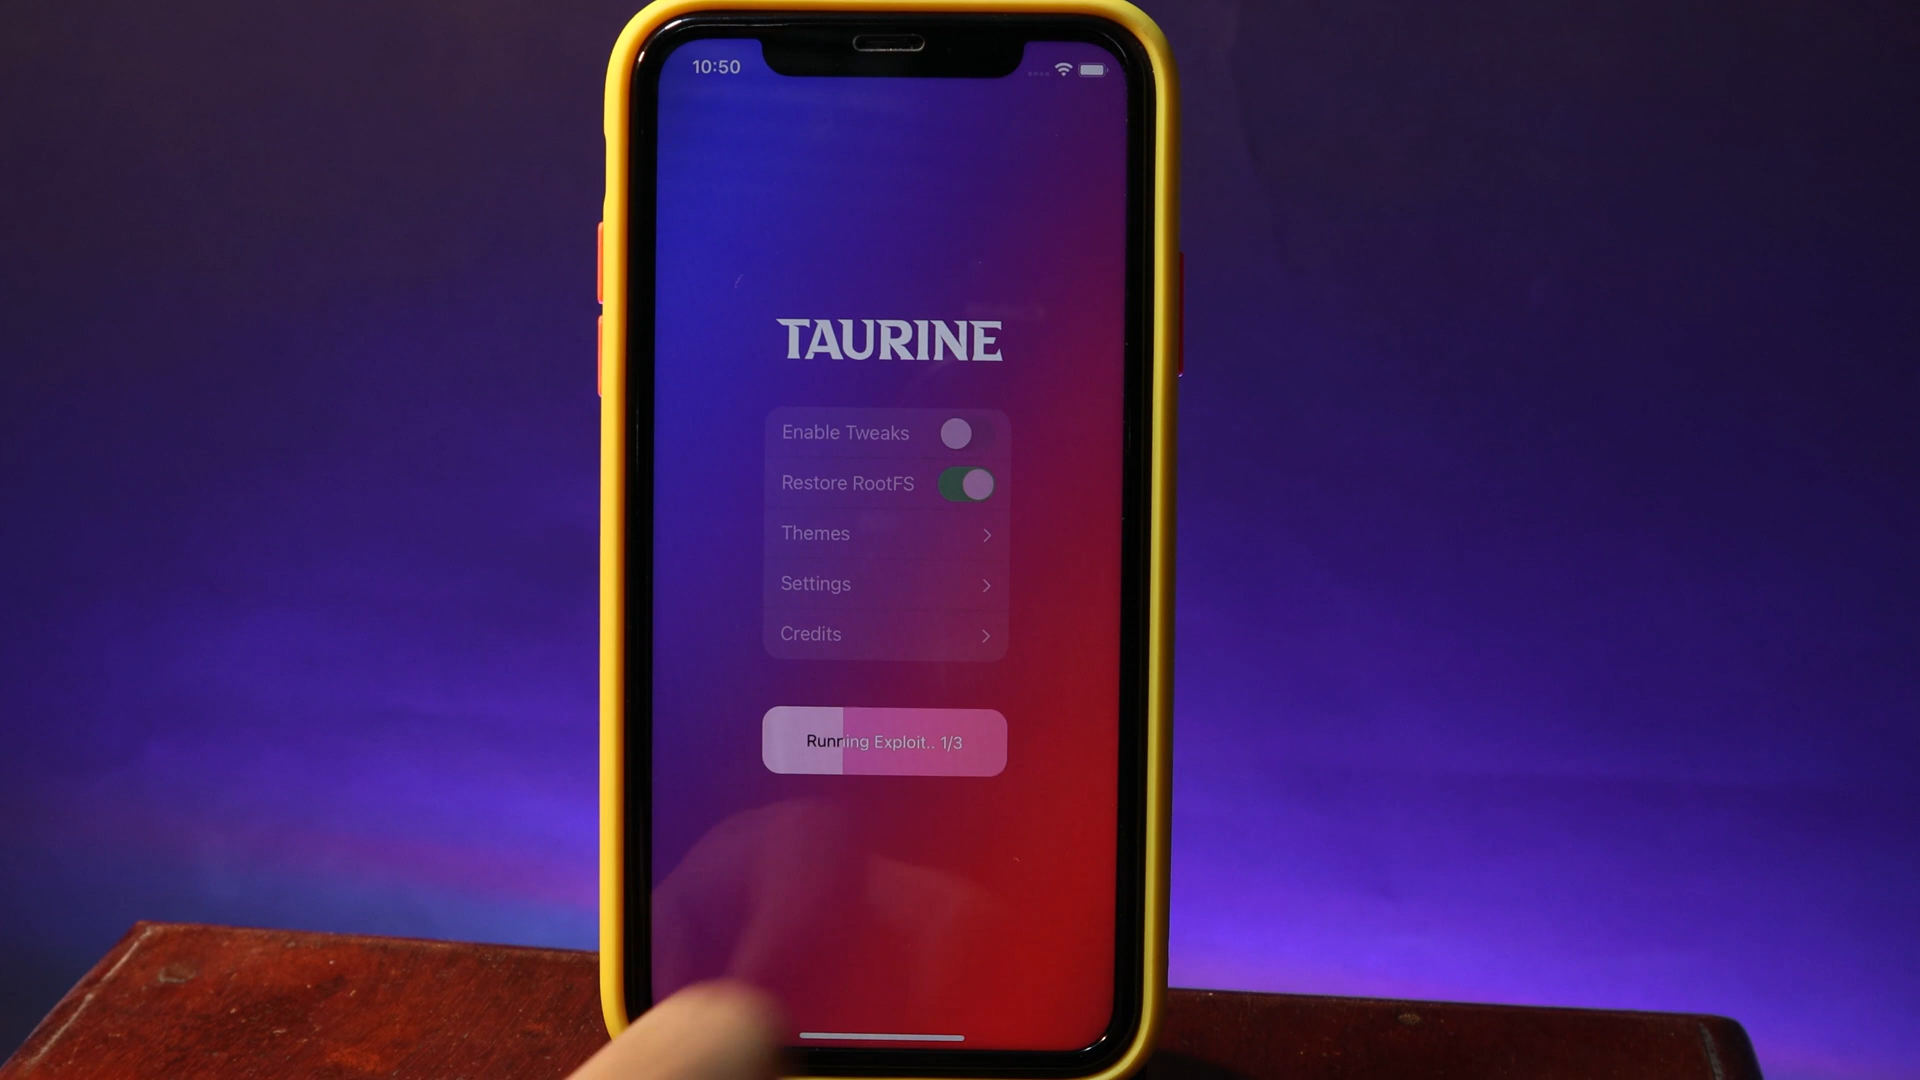 10:50
TAURINE
Enable Tweaks
Restore RootFS
Themes
Settings
Credits
Running Exploit.. 1/3